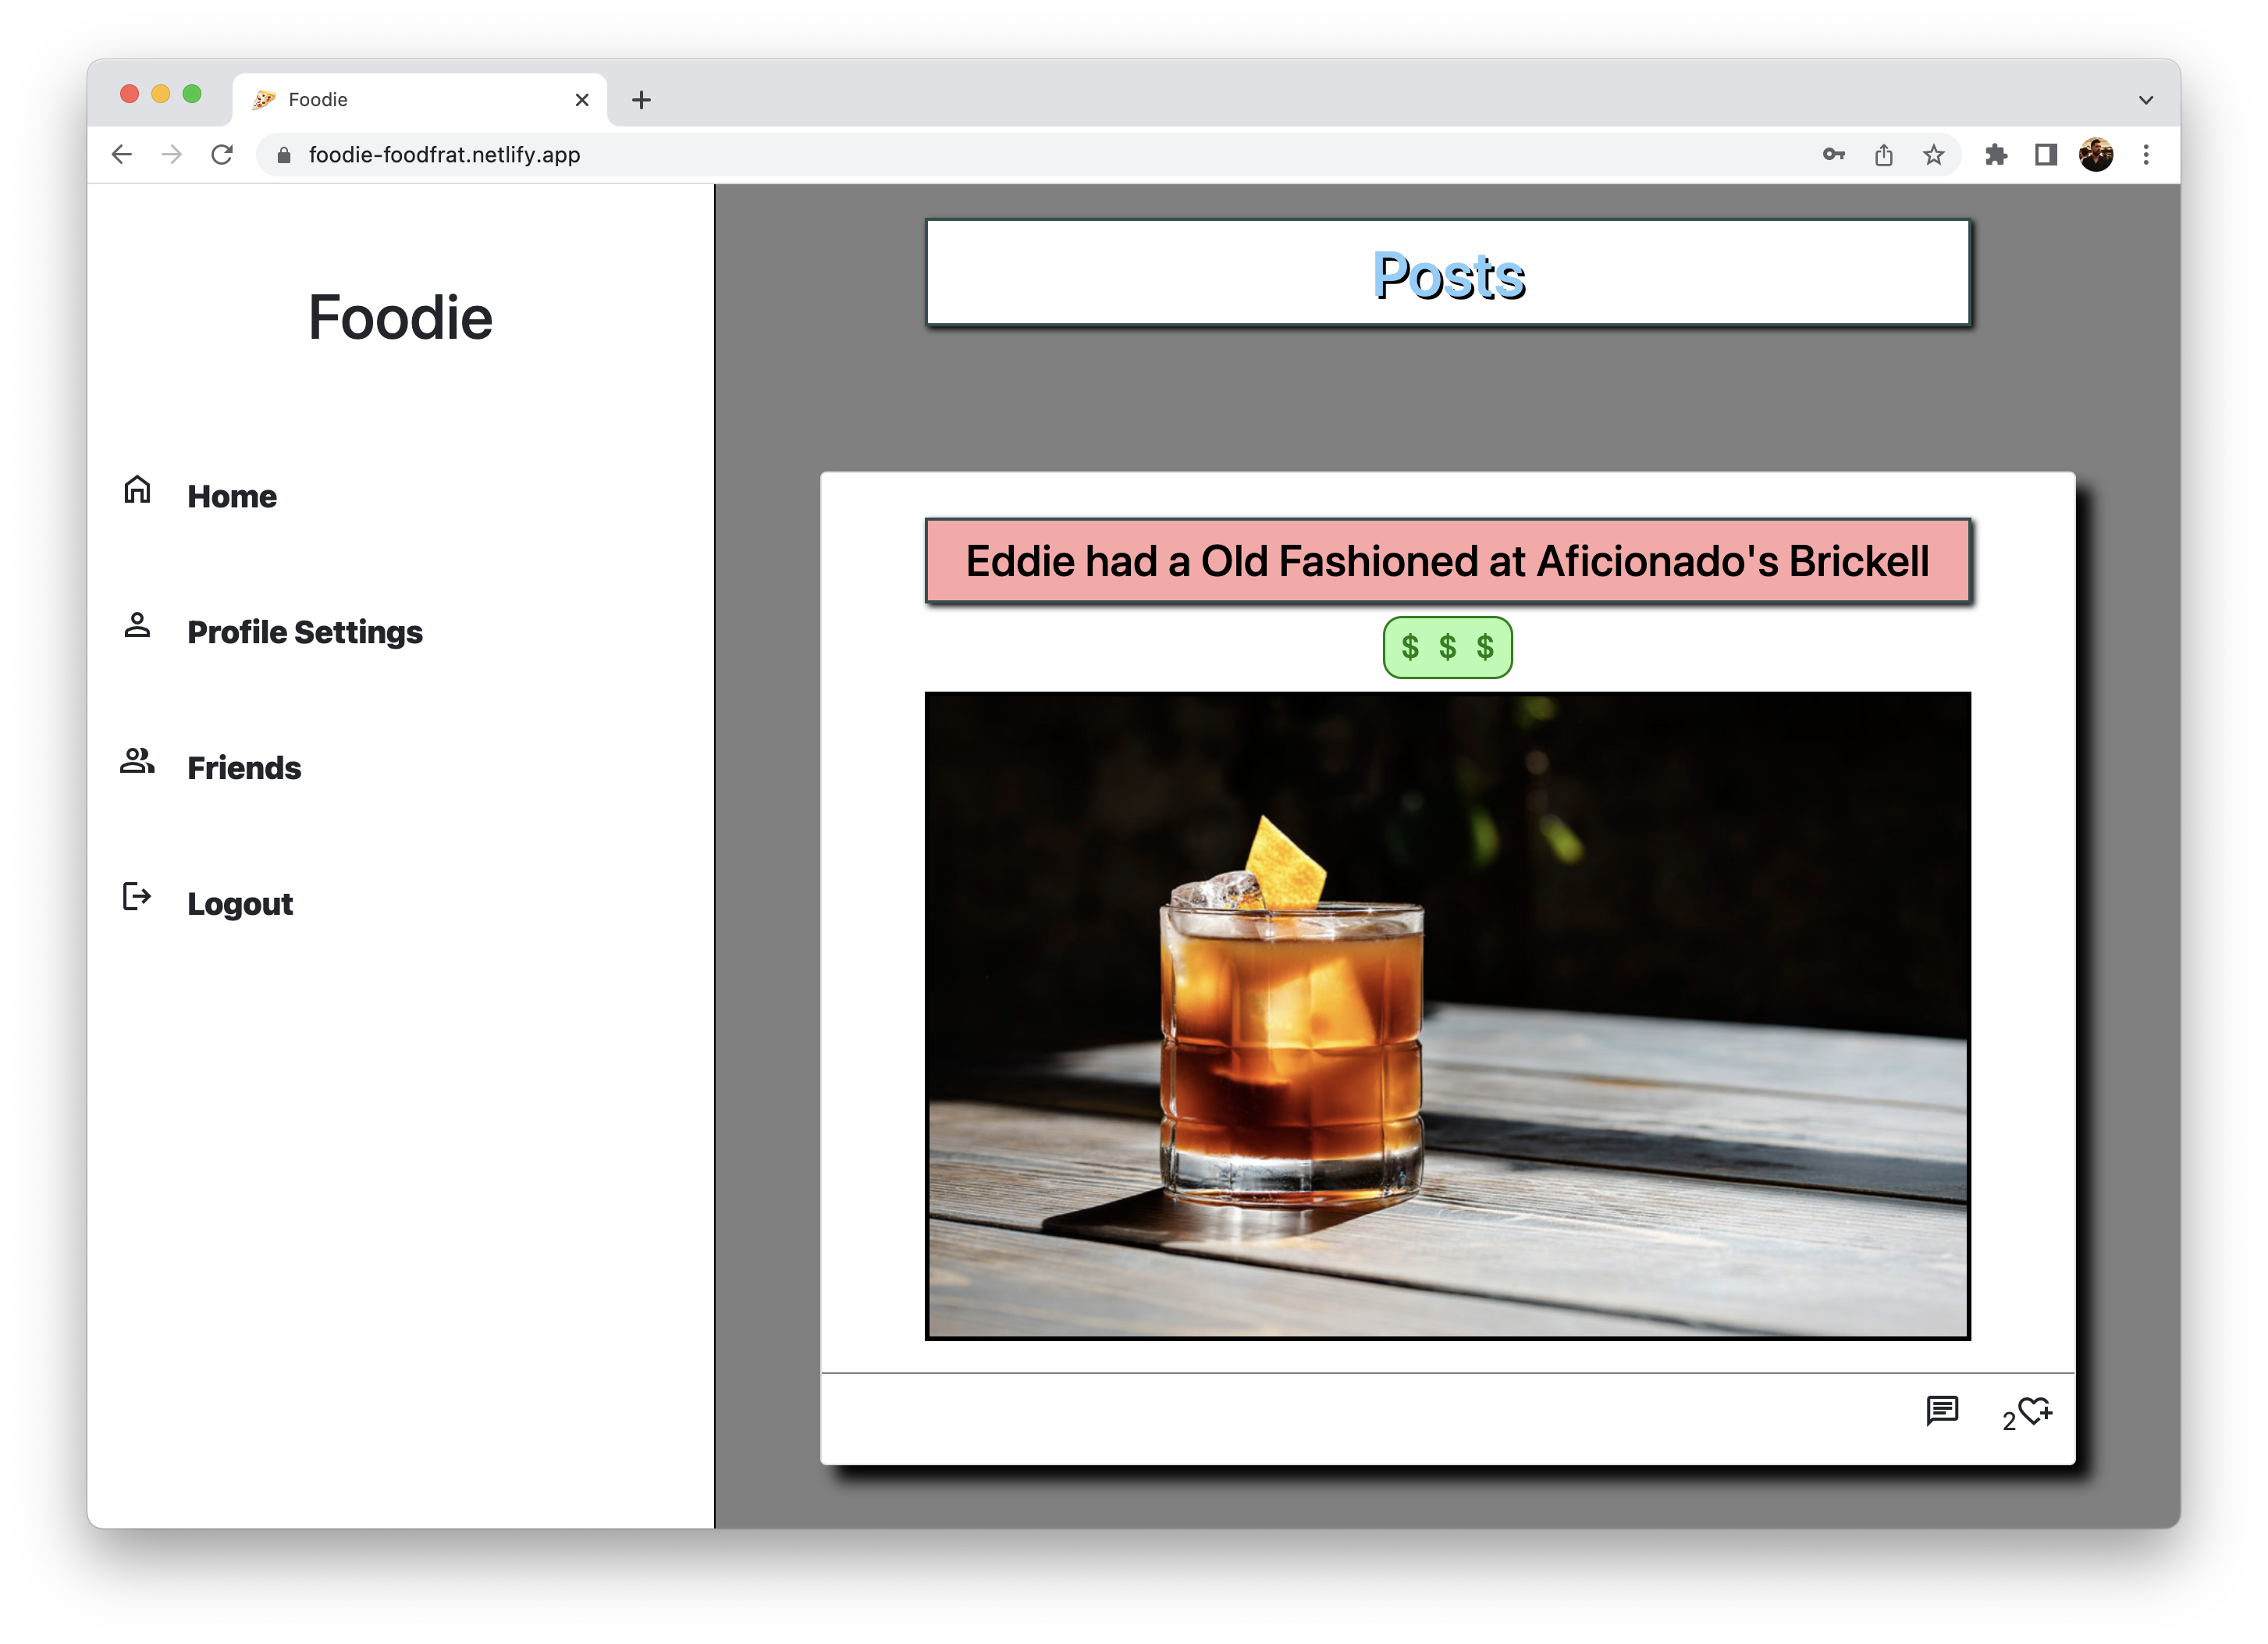 Foodie
foodie-foodfrat.netlify.app
Foodie
Home
Profile Settings
Friends
Logout
Posts
Eddie had a Old Fashioned at Aficionado's Brickell
$ $ $
2